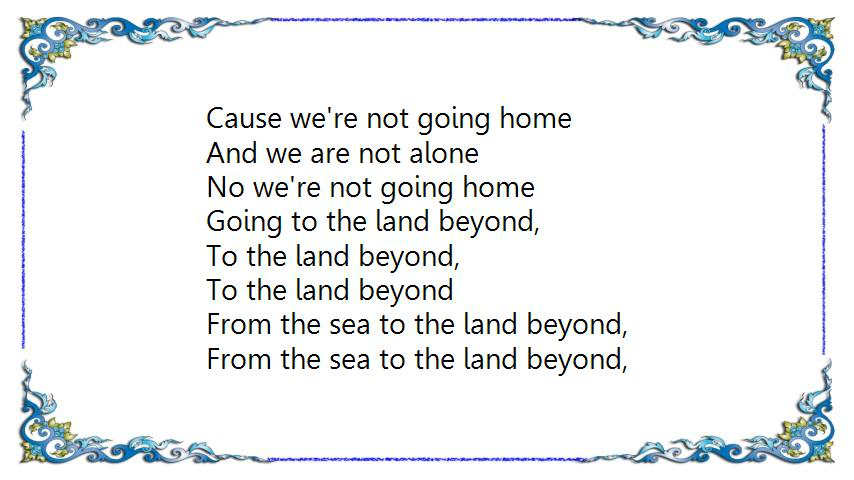 Cause we're not going home
And we are not alone
No we're not going home
Going to the land beyond,
To the land beyond,
To the land beyond
From the sea to the land beyond,
From the sea to the land beyond,